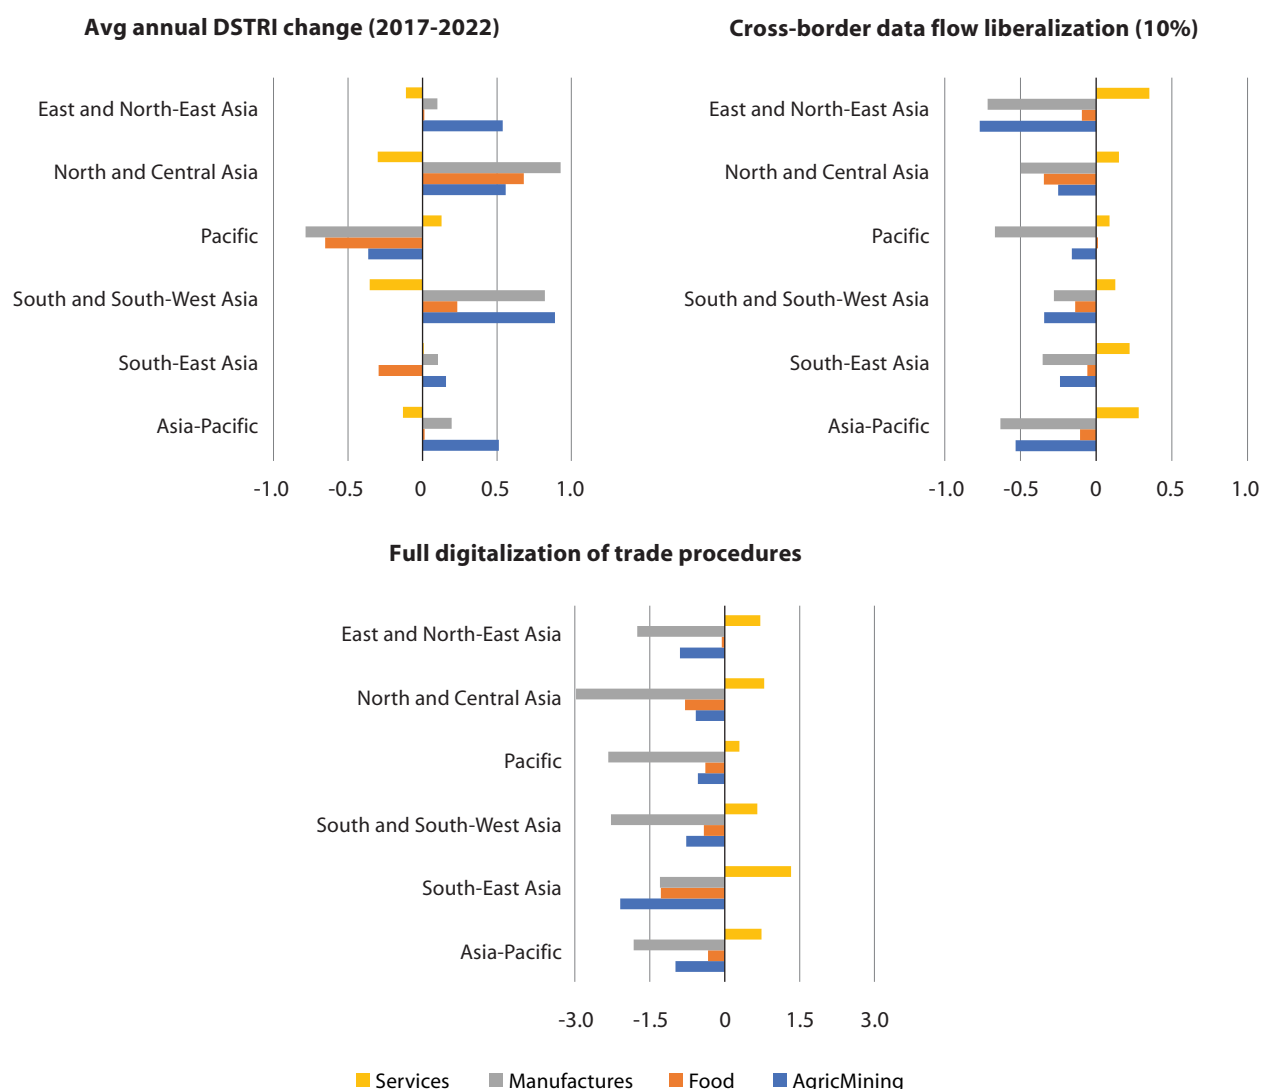 Avg annual DSTRI change (2017-2022)
East and North-East Asia
North and Central Asia
Pacific
South and South-West Asia
South-East Asia
Asia-Pacific
-1.0 -0.5 0 0.5 1.0
Cross-border data flow liberalization (10%)
East and North-East Asia
North and Central Asia
Pacific
South and South-West Asia
South-East Asia
Asia-Pacific
-1.0 -0.5 0 0.5 1.0
Full digitalization of trade procedures
East and North-East Asia
North and Central Asia
Pacific
South and South-West Asia
South-East Asia
Asia-Pacific
-3.0 -1.5 0 1.5 3.0
Services Manufactures Food AgricMining